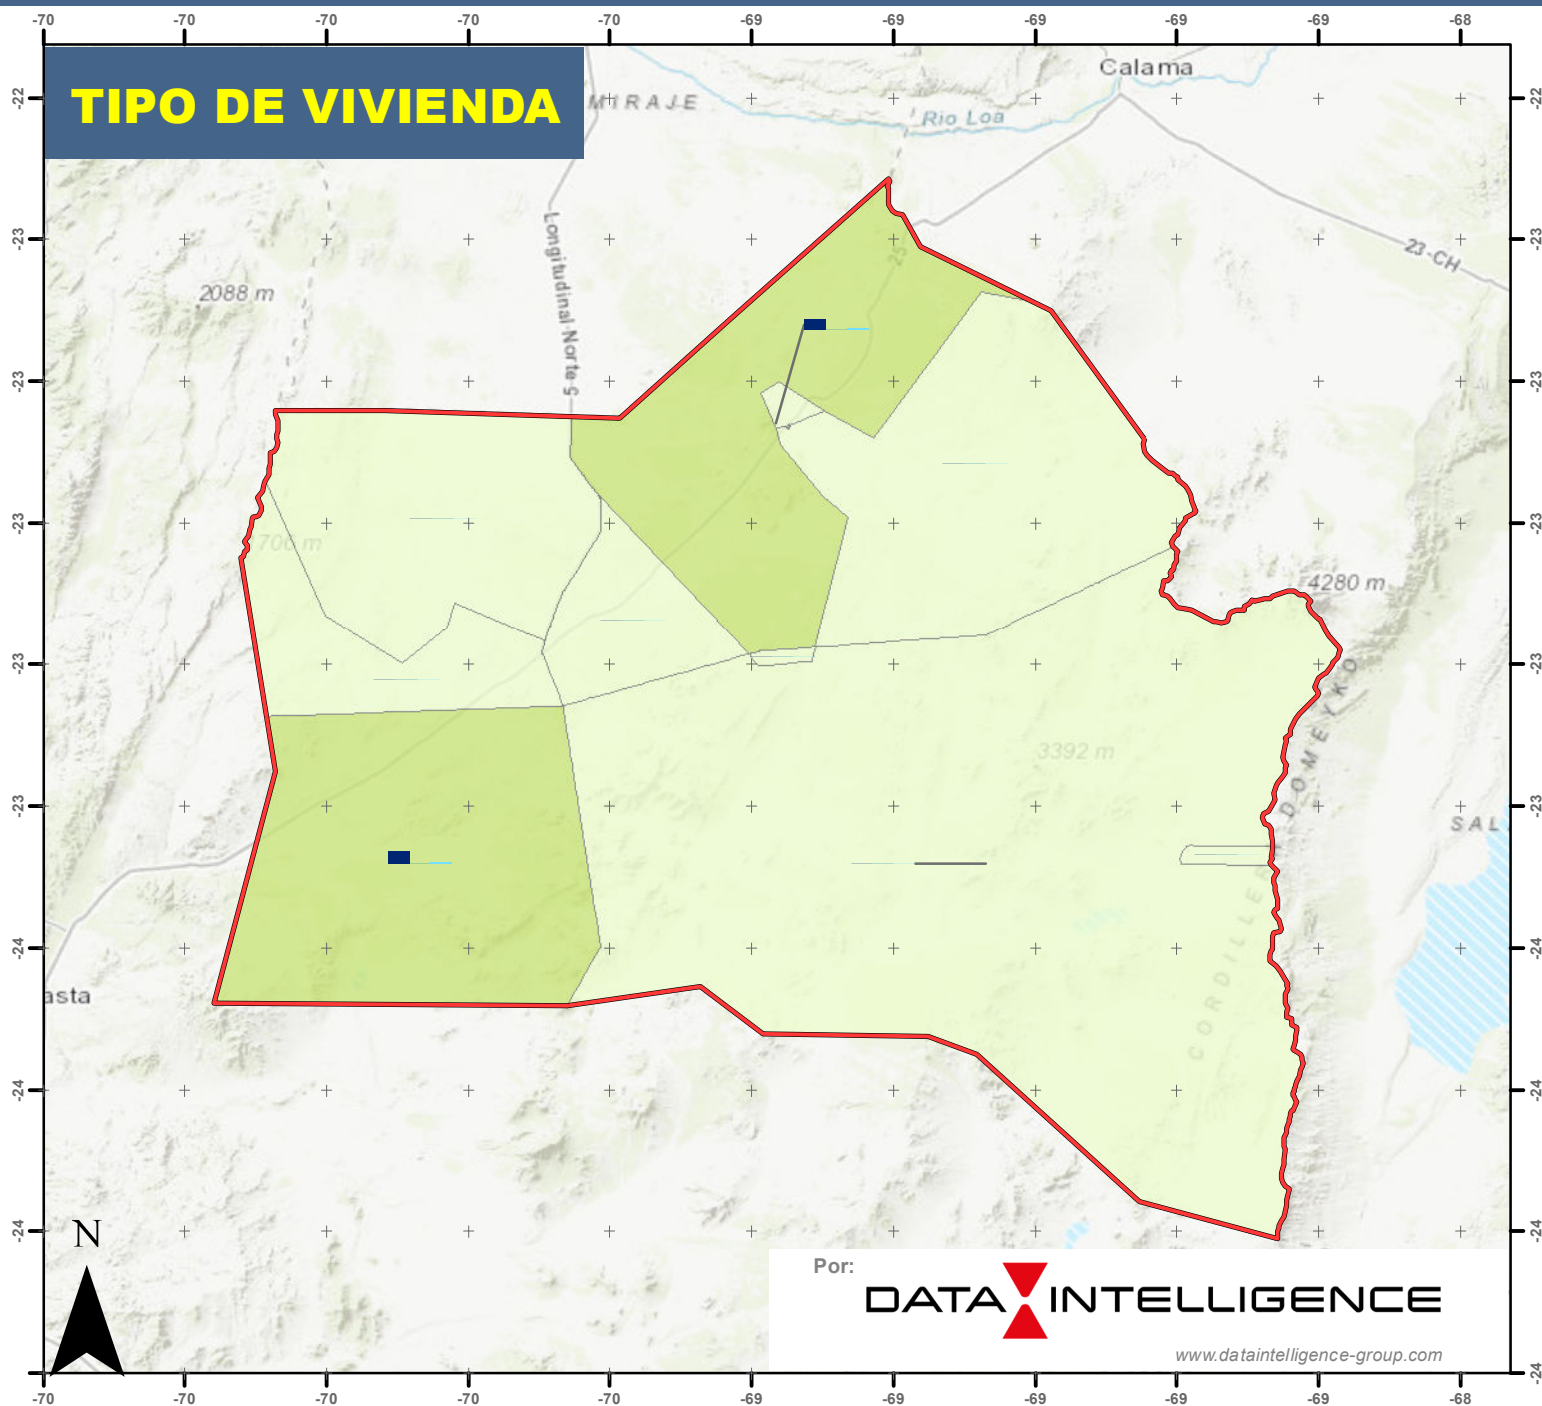 -70 -70 -70 -70 -70 -69 -69 -69 -69 -69 -68
TIPO DE VIVIENDA
MIRAJE
Calama
Rio Loa
-22 -22
-23 -23
23-CH
25
Longitudinal Norte 5
2088 m
-23 -23
-23 -23
1706 m
4280 m
-23 -23
DOMEYKO
3392 m
-23 -23
SAL
CORDILLE
-24 -24
asta
-24 -24
-24 -24
N
Por:
DATA INTELLIGENCE
www.dataintelligence-group.com
-24
-70 -70 -70 -70 -70 -69 -69 -69 -69 -69 -68